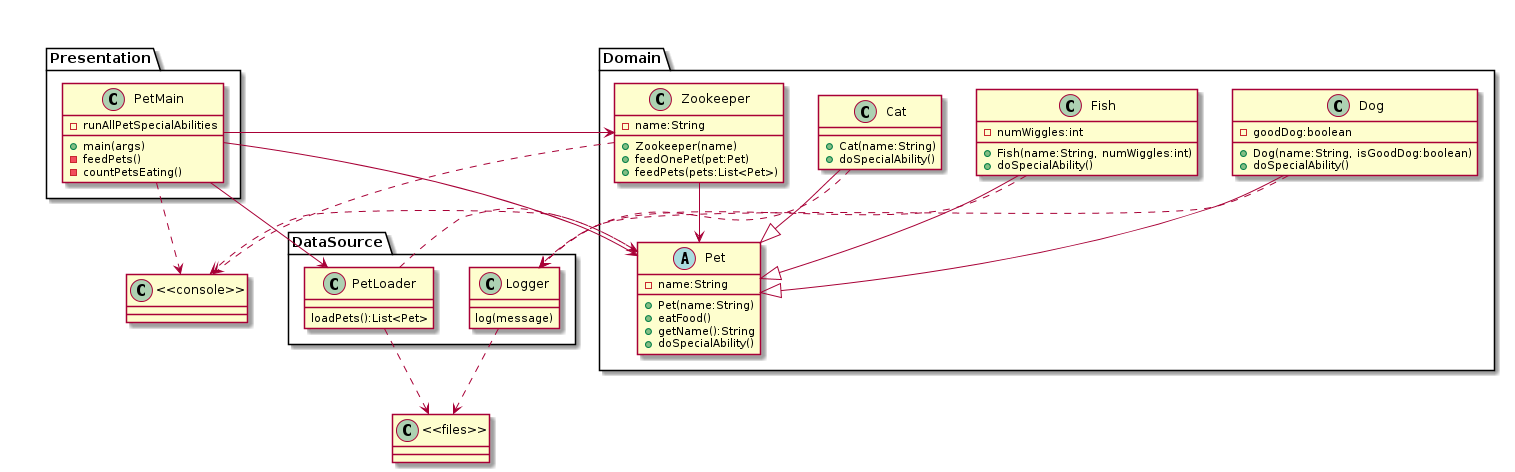 Presentation
C PetMain
runAllPetSpecialAbilities
main(args)
feedPets()
countPetsEating()
Domain
C Zookeeper
name:String
Zookeeper(name)
feedOnePet(pet:Pet)
feedPets(pets:List<Pet>)
C Cat
Cat(name:String)
doSpecialAbility()
C Fish
numWiggles:int
Fish(name:String, numWiggles:int)
doSpecialAbility()
C Dog
goodDog:boolean
Dog(name:String, isGoodDog:boolean)
doSpecialAbility()
A Pet
name:String
Pet(name:String)
eatFood()
getName():String
doSpecialAbility()
DataSource
C PetLoader
loadPets():List<Pet>
C Logger
log(message)
C <<console>>
C <<files>>